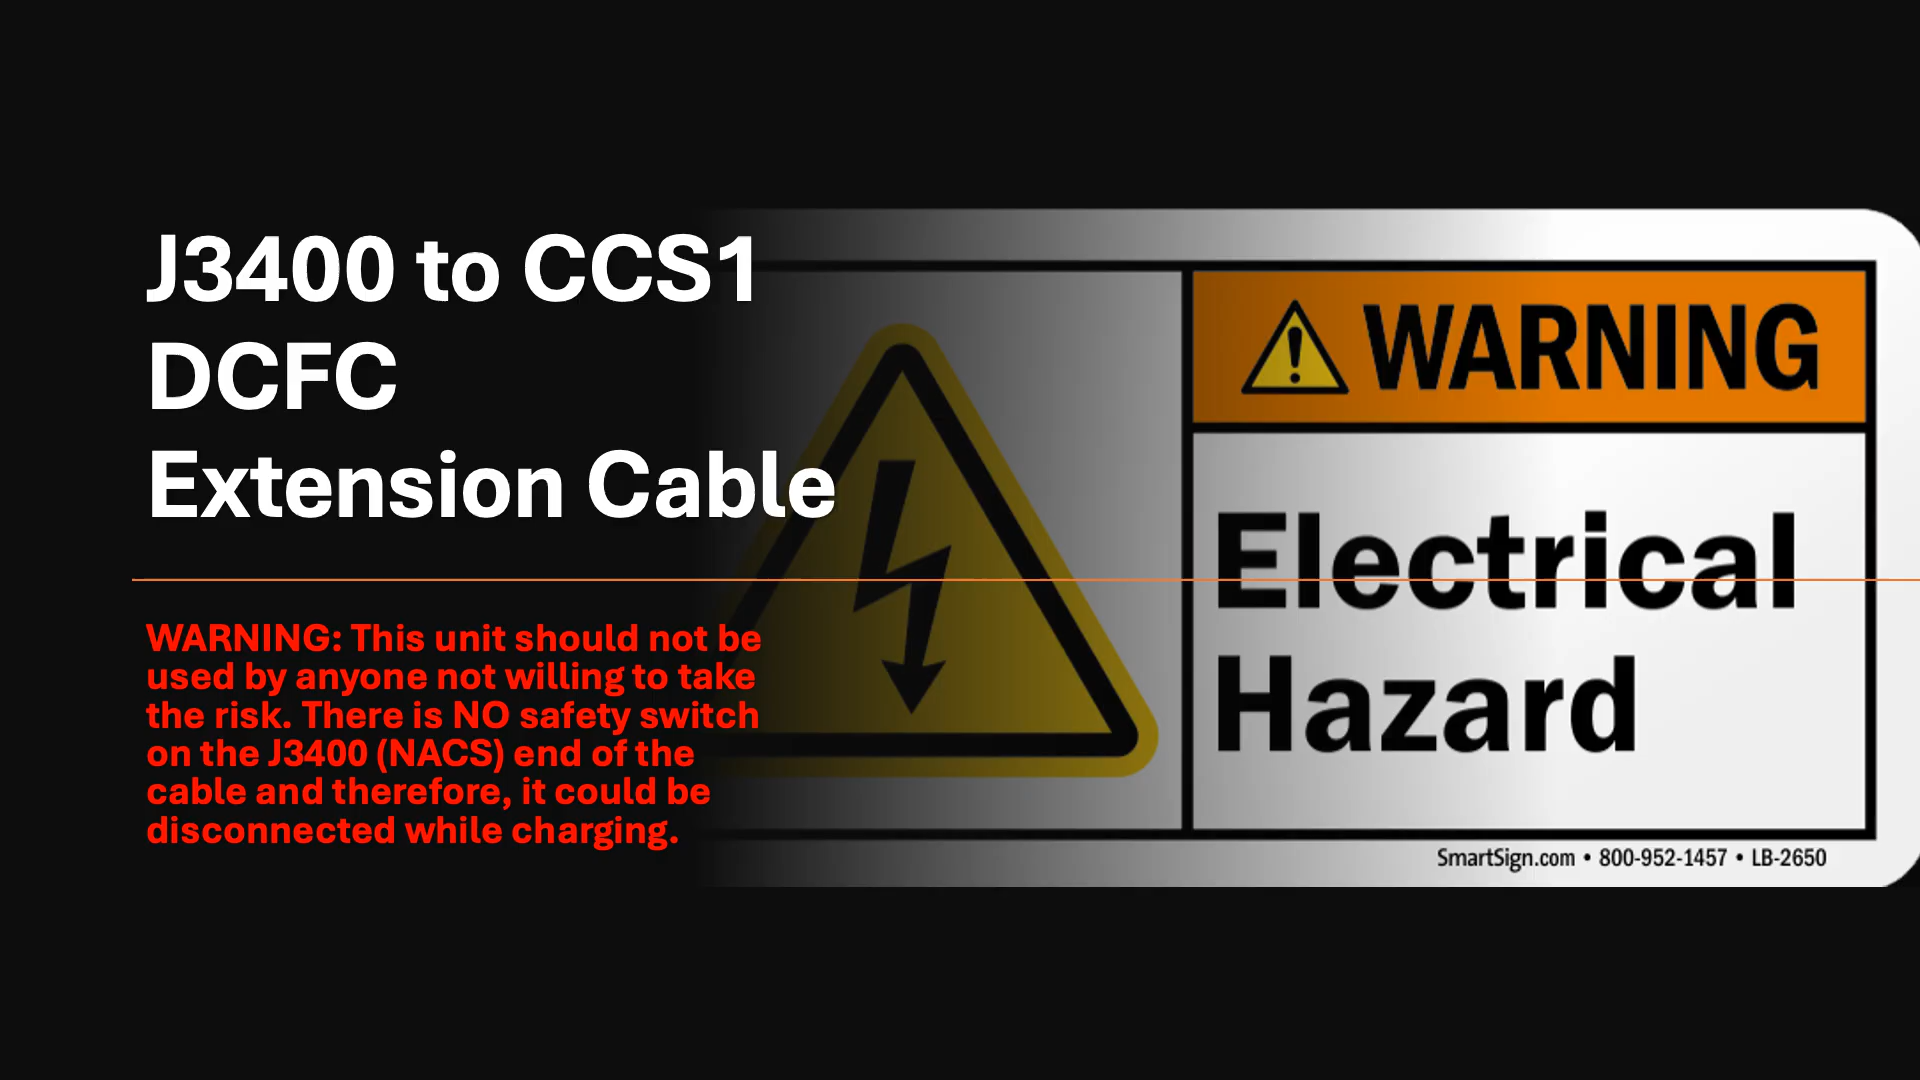 J3400 to CCS1
DCFC
Extension Cable
WARNING: This unit should not be
used by anyone not willing to take
the risk. There is NO safety switch
on the J3400 (NACS) end of the
cable and therefore, it could be
disconnected while charging.
WARNING
Electrical
Hazard
SmartSign.com • 800-952-1457 • LB-2650